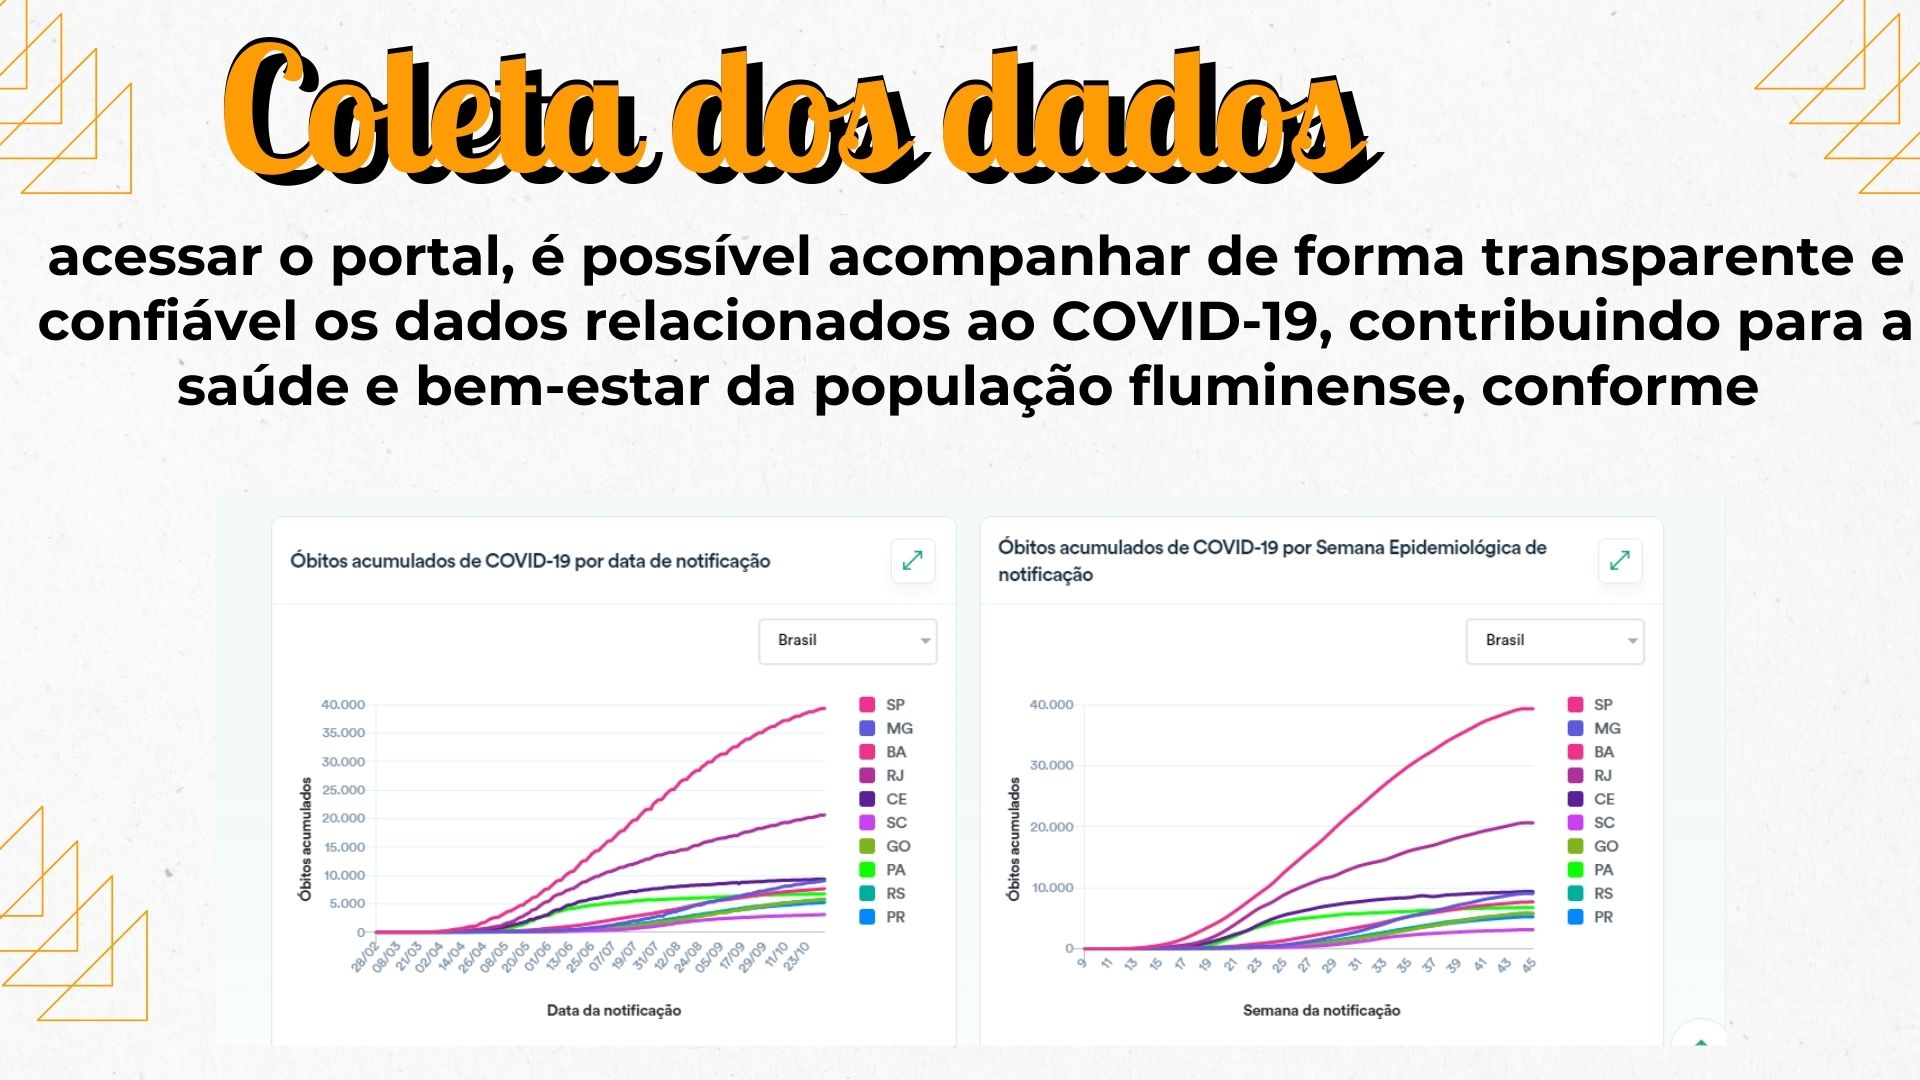 Coleta dos dados
acessar o portal, é possível acompanhar de forma transparente e
confiável os dados relacionados ao COVID-19, contribuindo para a
saúde e bem-estar da população fluminense, conforme
Óbitos acumulados de COVID-19 por data de notificação
Brasil
40.000
35.000
30.000
25.000
20.000
15.000
10.000
5.000
0
Óbitos acumulados
28/02
08/03
21/03
02/04
14/04
26/04
08/05
20/05
01/06
13/06
25/06
07/07
19/07
31/07
12/08
24/08
05/09
17/09
29/09
11/10
23/10
Data da notificação
SP
MG
BA
RJ
CE
SC
GO
PA
RS
PR
Óbitos acumulados de COVID-19 por Semana Epidemiológica de
notificação
Brasil
40.000
30.000
20.000
10.000
0
Óbitos acumulados
9
11
13
15
17
19
21
23
25
27
29
31
33
35
37
39
41
43
45
Semana da notificação
SP
MG
BA
RJ
CE
SC
GO
PA
RS
PR